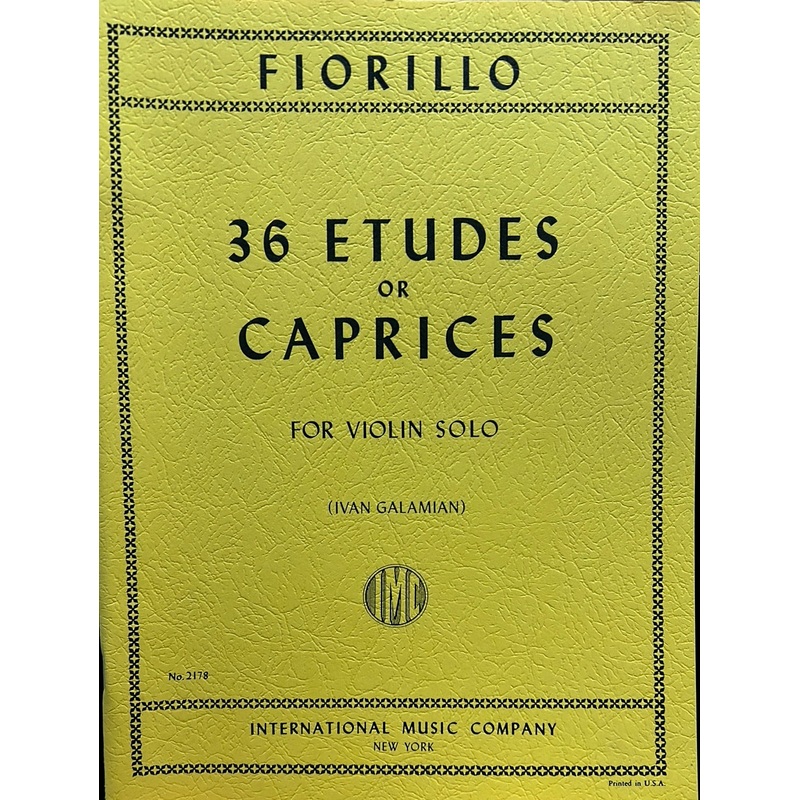 FIORILLO
36 ETUDES
OR
CAPRICES
FOR VIOLIN SOLO
(IVAN GALAMIAN)
IMC
No. 2178
INTERNATIONAL MUSIC COMPANY
NEW YORK
Printed in U.S.A.